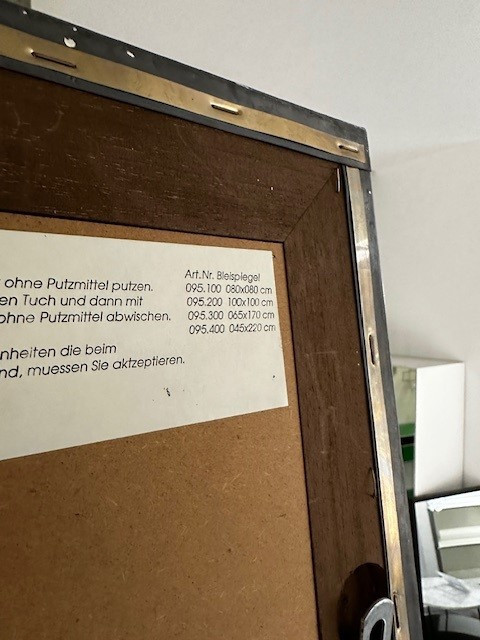 ohne Putzmittel putzen.
en Tuch und dann mit
ohne Putzmittel abwischen.
nheiten die beim
nd, muessen Sie aktzeptieren.
Art.Nr. Bleispiegel
095.100 080x080 cm
095.200 100x100 cm
095.300 065x170 cm
095.400 045x220 cm